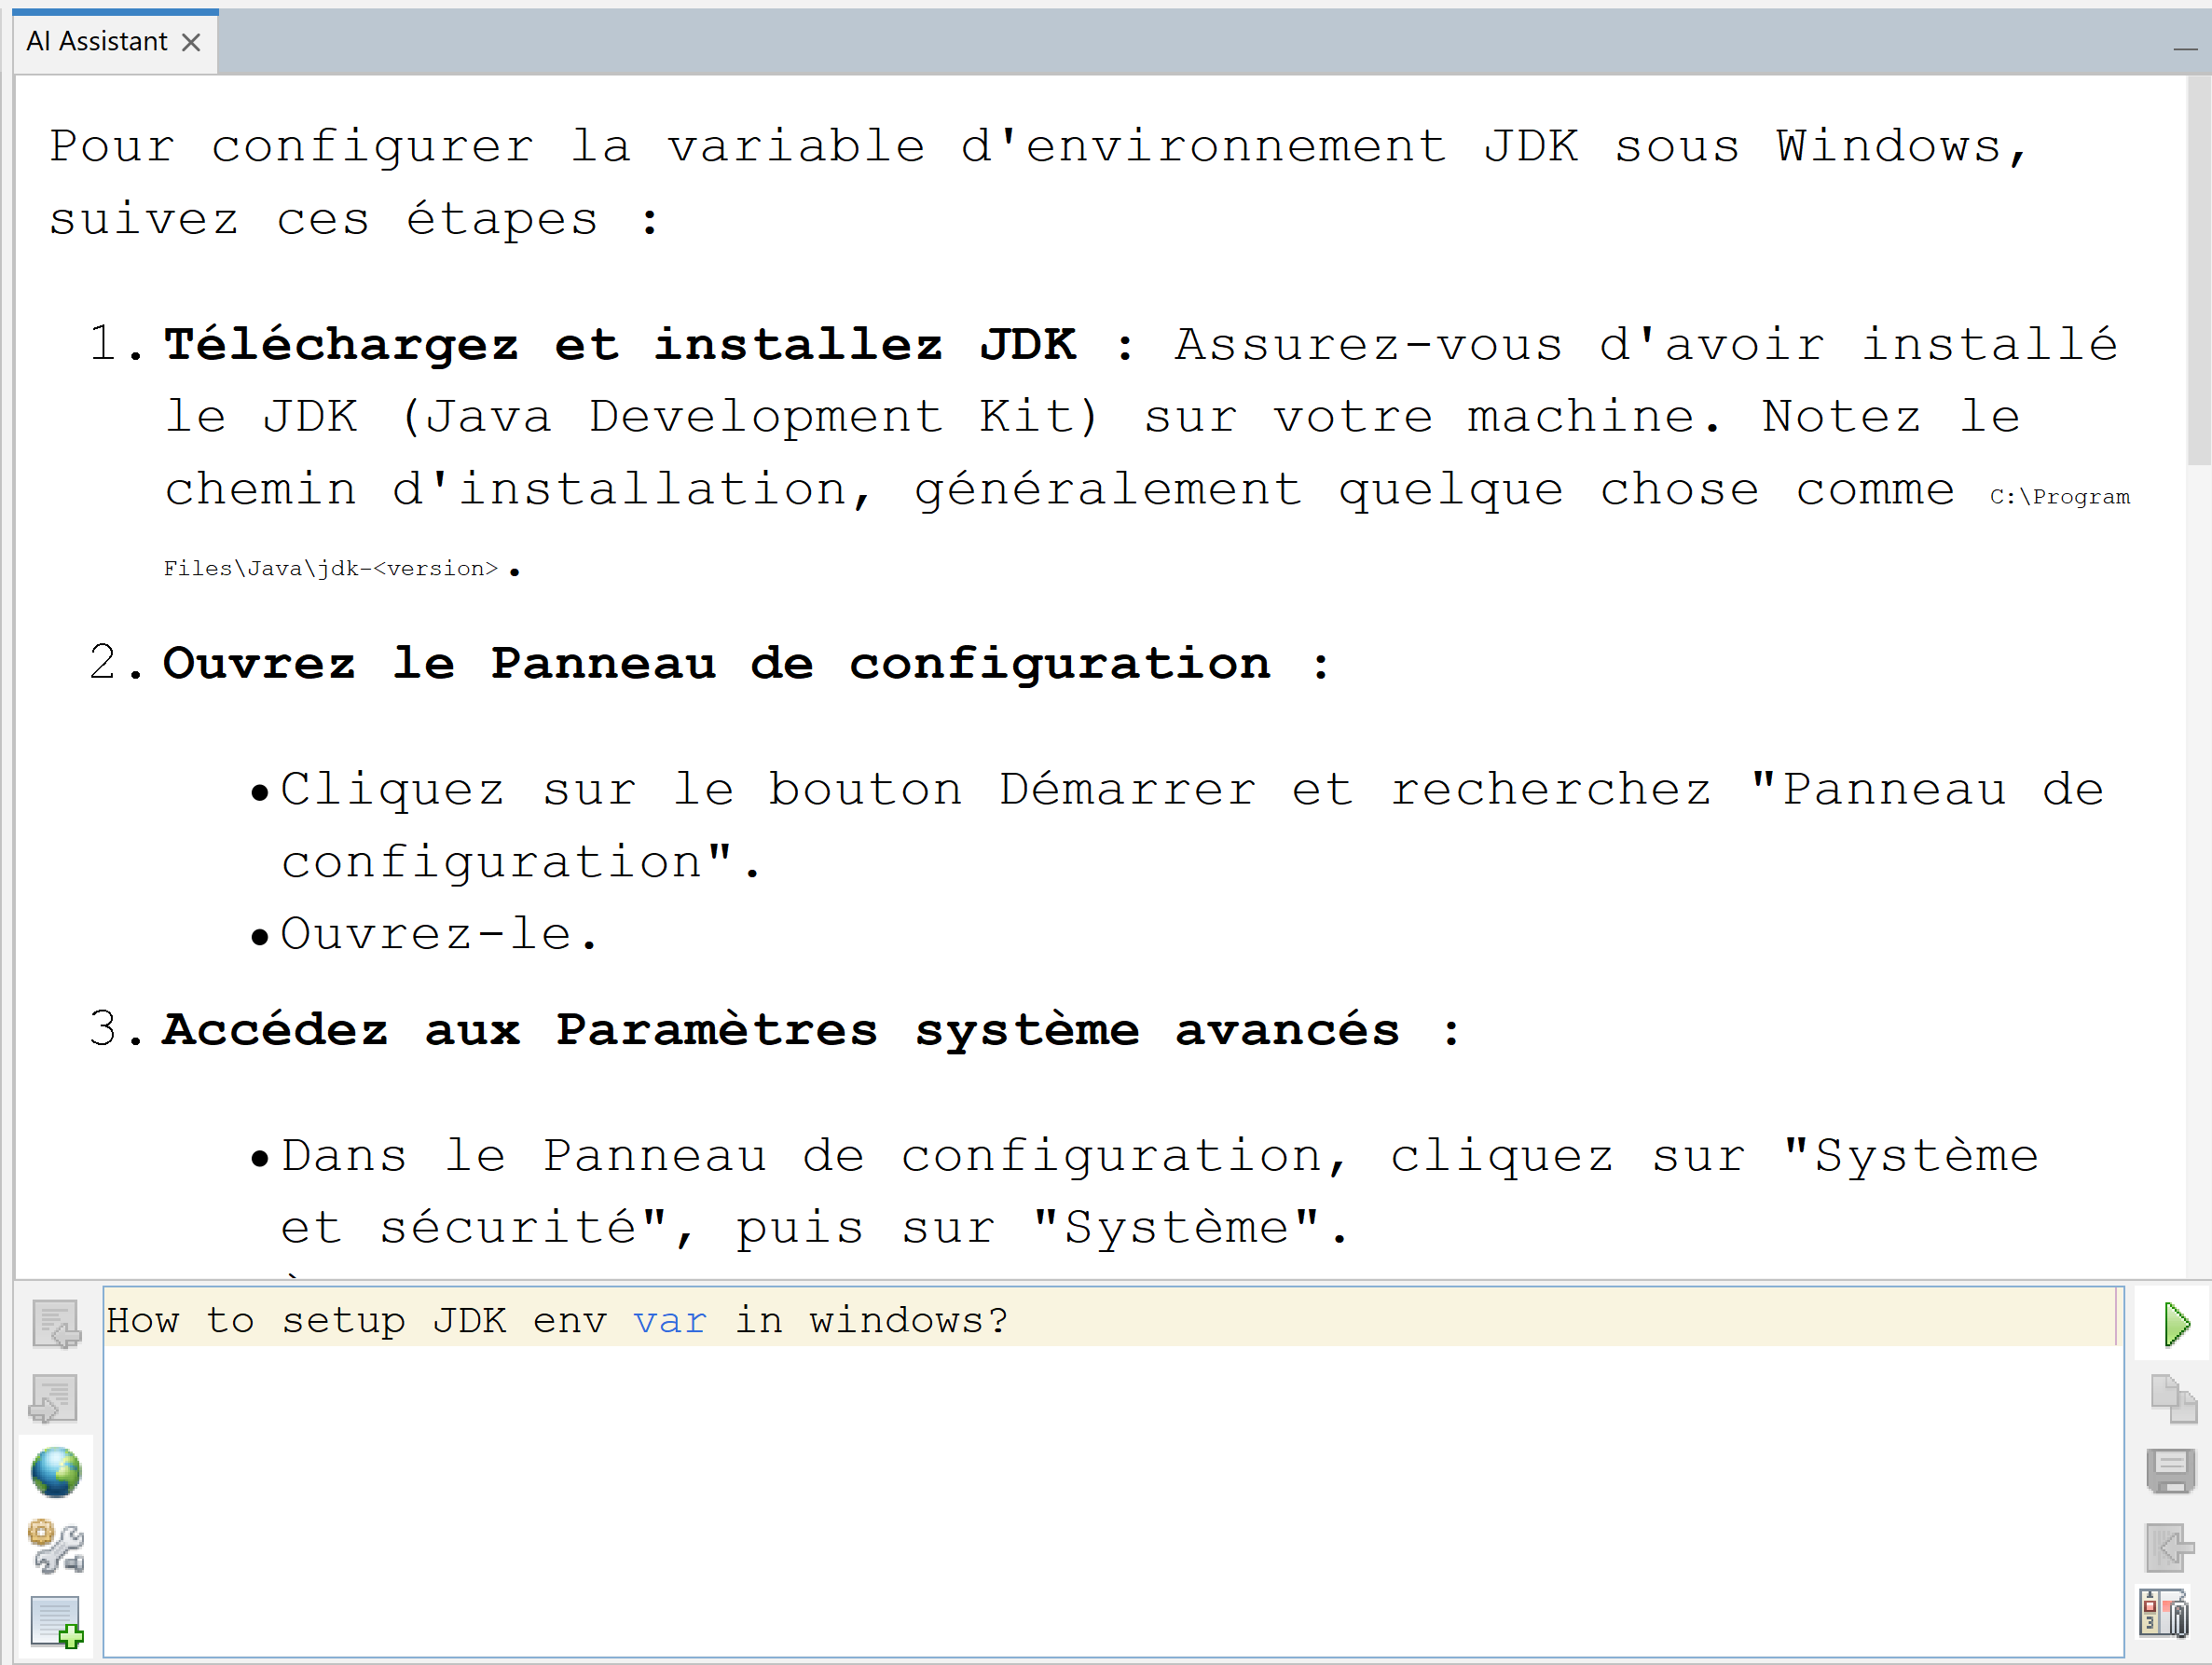 AI Assistant
Pour configurer la variable d'environnement JDK sous Windows,
suivez ces étapes :
1. Téléchargez et installez JDK : Assurez-vous d'avoir installé
le JDK (Java Development Kit) sur votre machine. Notez le
chemin d'installation, généralement quelque chose comme C:\Program
Files\Java\jdk-<version>.
2. Ouvrez le Panneau de configuration :
•Cliquez sur le bouton Démarrer et recherchez "Panneau de
configuration".
•Ouvrez-le.
3. Accédez aux Paramètres système avancés :
•Dans le Panneau de configuration, cliquez sur "Système
et sécurité", puis sur "Système".
How to setup JDK env var in windows?